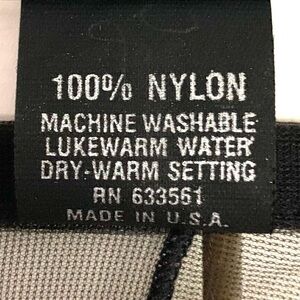 100% NYLON
MACHINE WASHABLE
LUKEWARM WATER
DRY-WARM SETTING
RN 633561
MADE IN U.S.A.